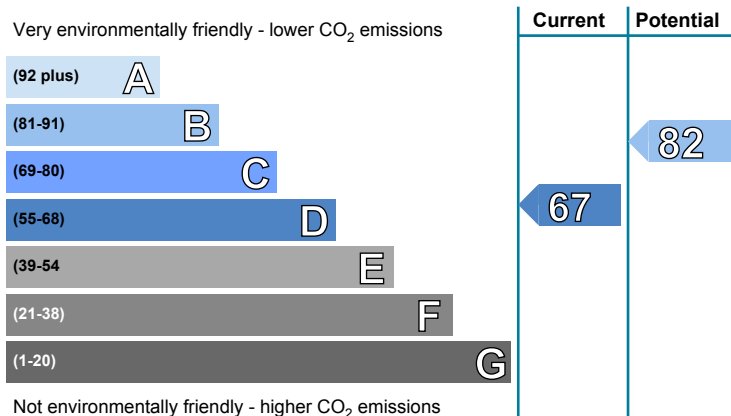 Very environmentally friendly - lower CO₂ emissions
Current
Potential
(92 plus) A
(81-91) B
(69-80) C
(55-68) D
(39-54 E
(21-38) F
(1-20) G
67
82
Not environmentally friendly - higher CO₂ emissions